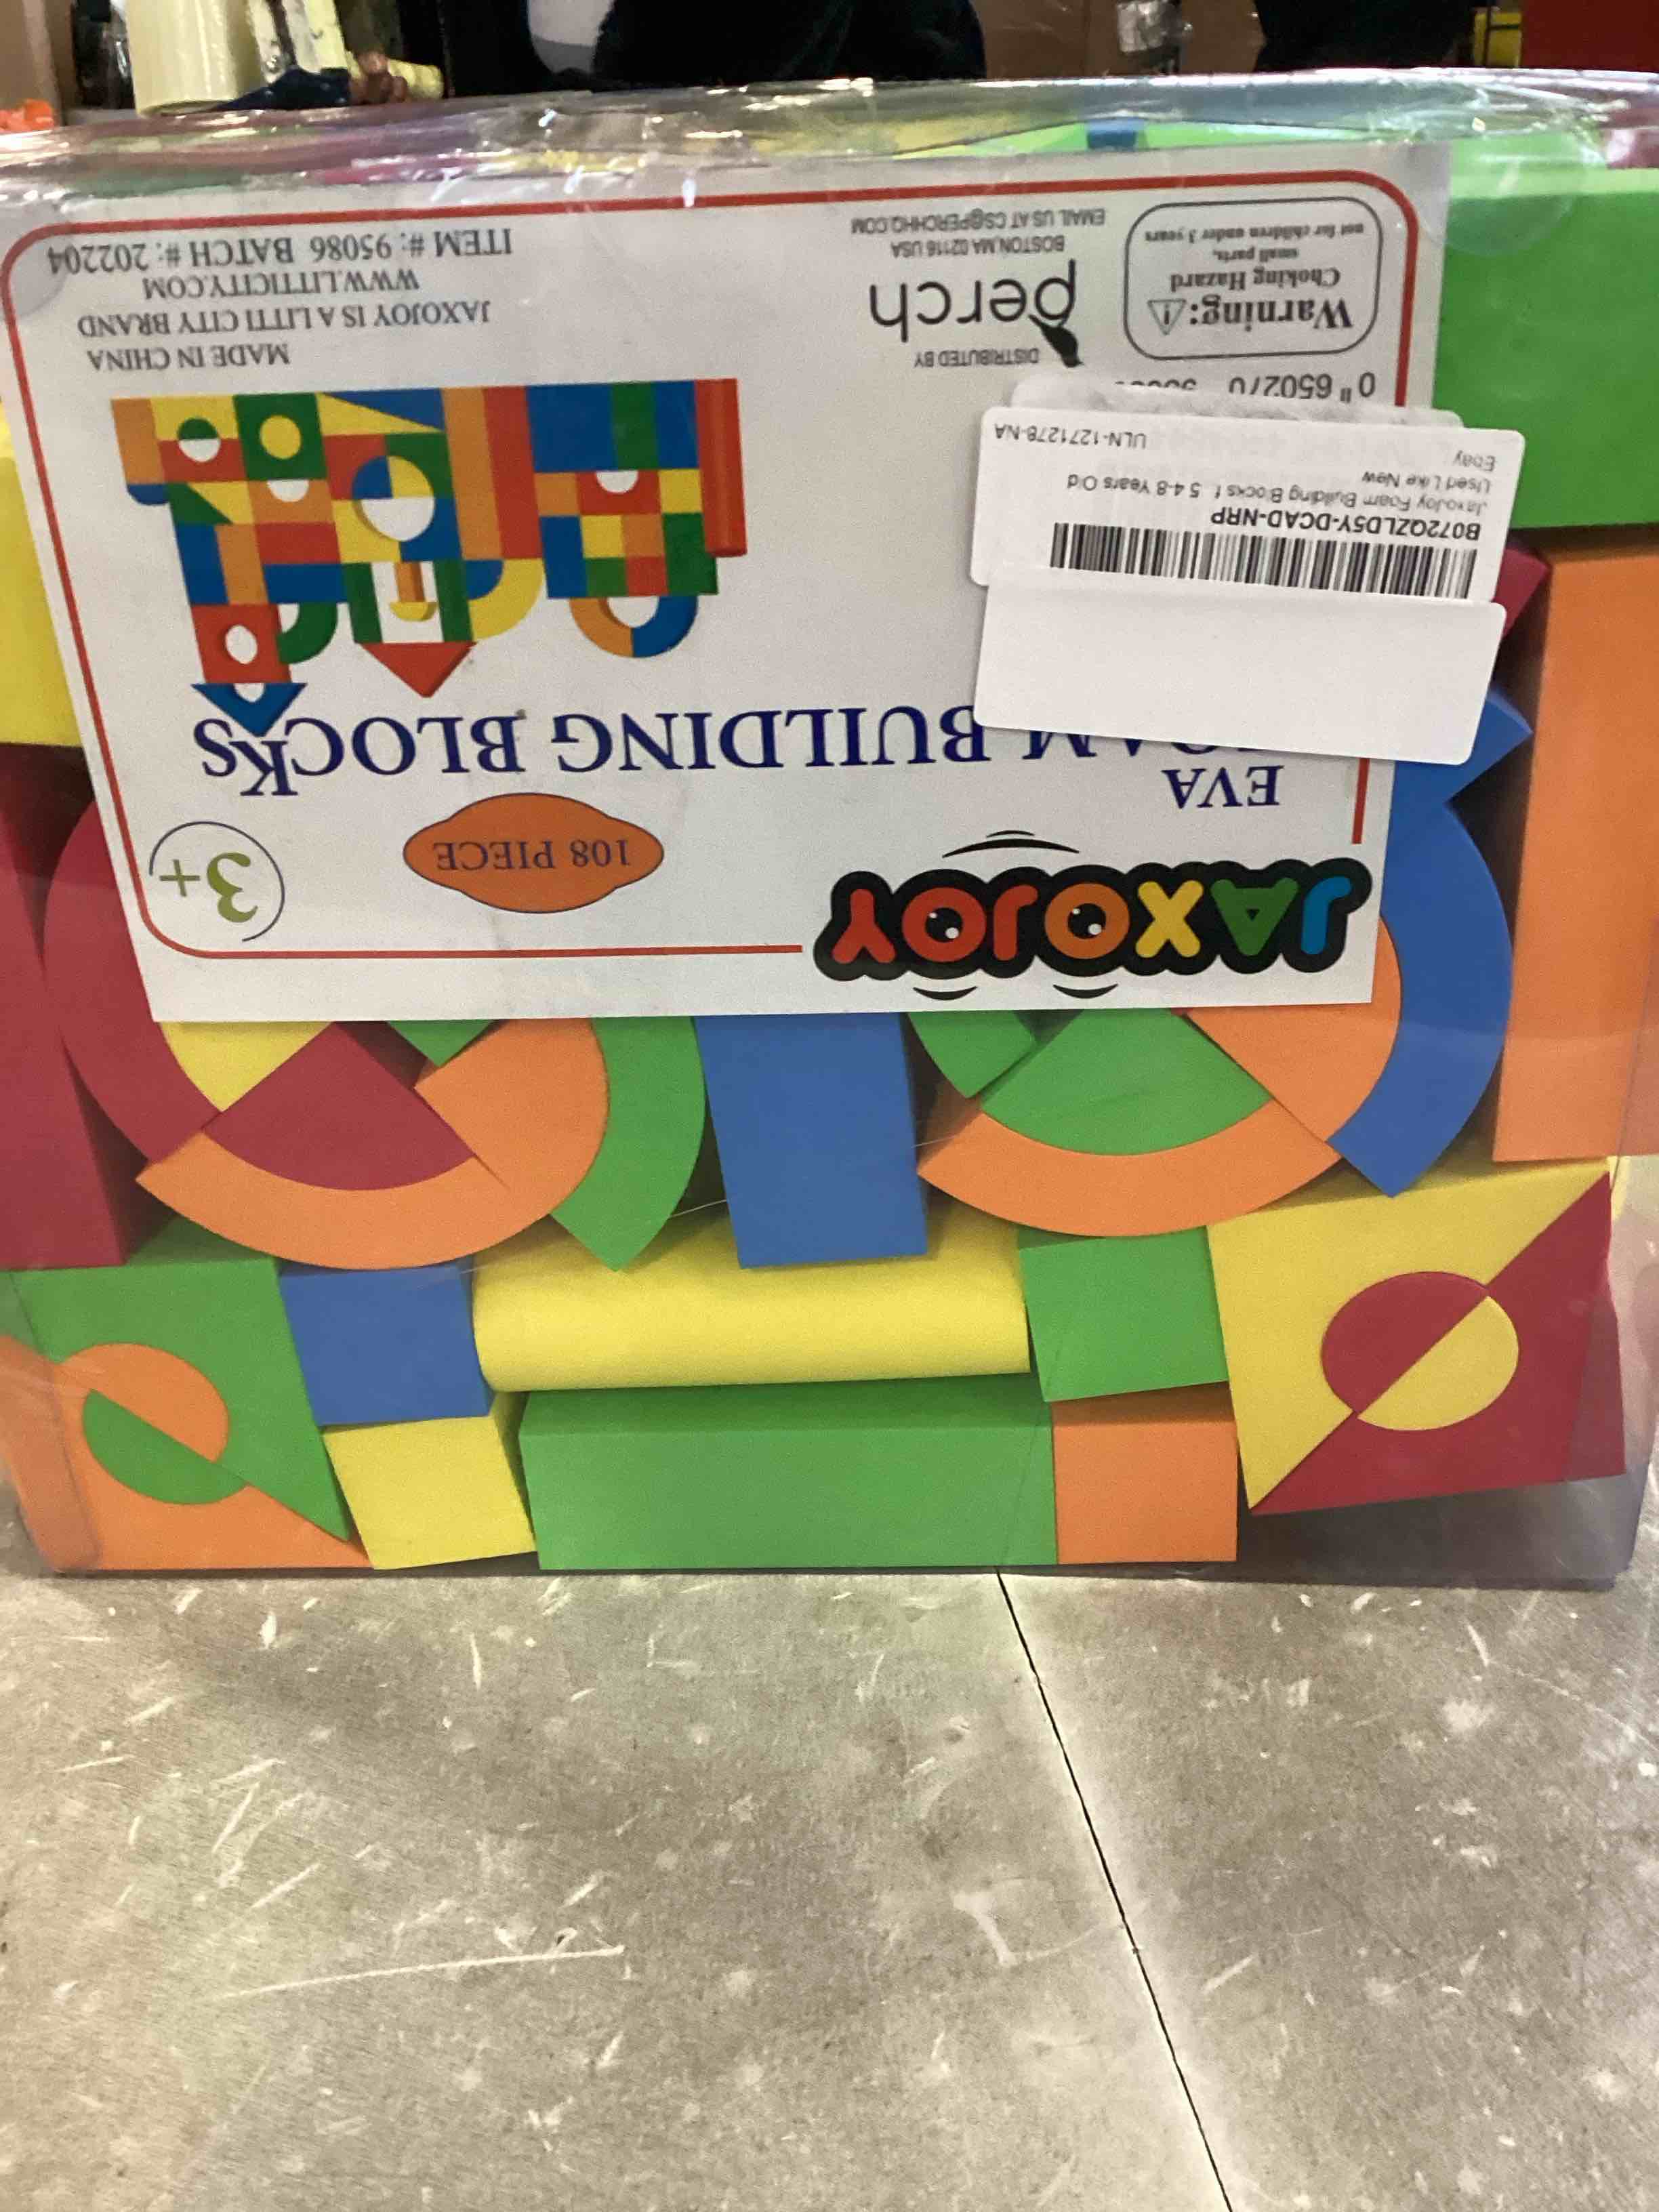 JAXOJOY
108 PIECE
3+
EVA
BUILDING BLOCKS
B072QZLD5Y-DCAD-NRP
JaxoJoy Foam Building Blocks 5 4-8 Years Old
Used Like New
Ebay
ULN-1271278-NA
0 650270
Warning:
Choking Hazard
small parts,
not for children under 3 years
DISTRIBUTED BY
perch
BOSTON,MA 02116 USA
EMAIL US AT CS@PERCHHQ.COM
MADE IN CHINA
JAXOJOY IS A LITTI CITY BRAND
WWW.LITTICITY.COM
ITEM #: 95086 BATCH #: 202204